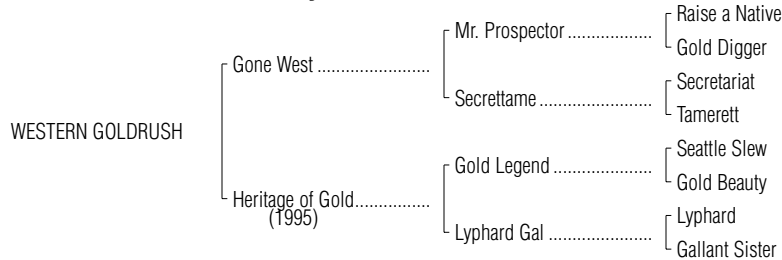 Raise a Native
Mr. Prospector ..................
Gold Digger
Gone West ........................
Secretariat
Secrettame ........................
Tamerett
WESTERN GOLDRUSH
Seattle Slew
Gold Legend .....................
Gold Beauty
Heritage of Gold................
(1995)
Lyphard
Lyphard Gal ......................
Gallant Sister